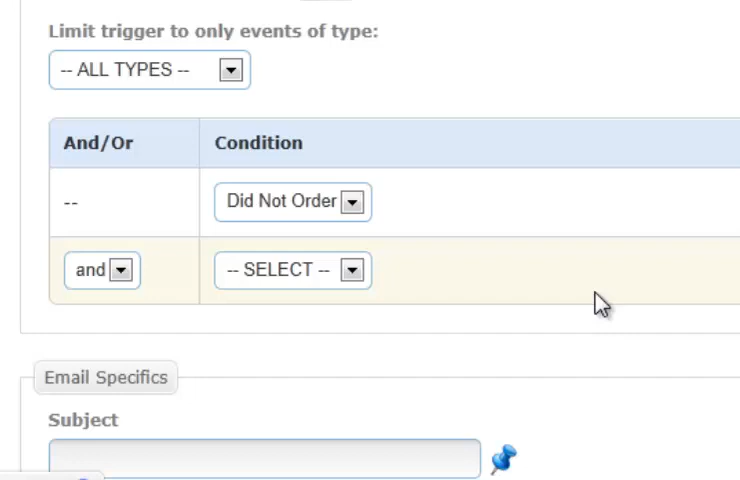 Limit trigger to only events of type:
-- ALL TYPES --
And/Or Condition
-- Did Not Order
and -- SELECT --
Email Specifics
Subject